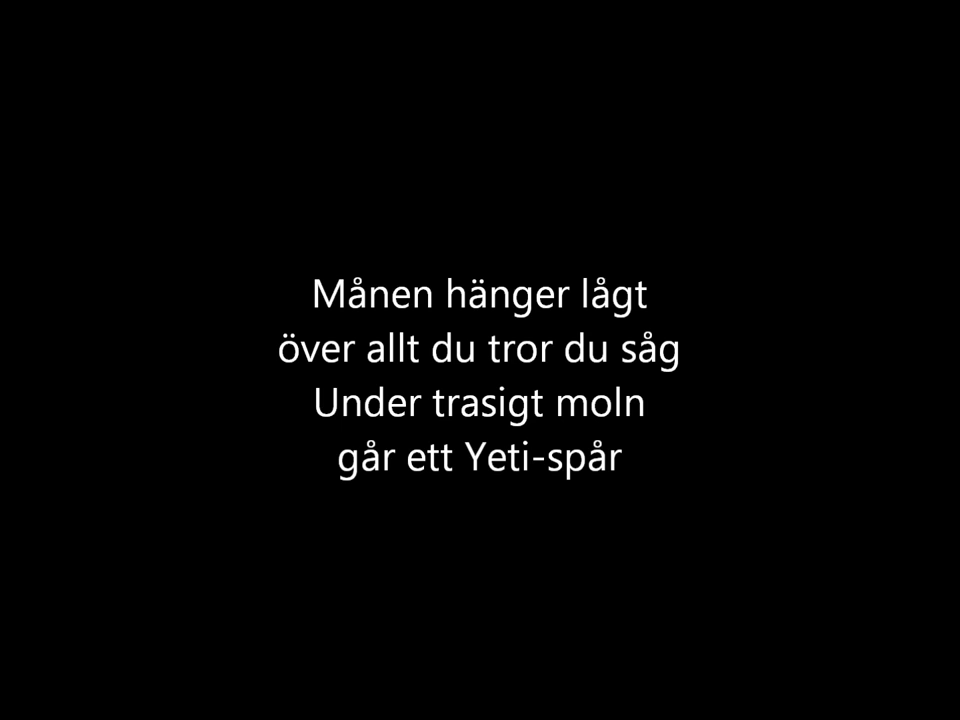 Månen hänger lågt
över allt du tror du såg
Under trasigt moln
går ett Yeti-spår